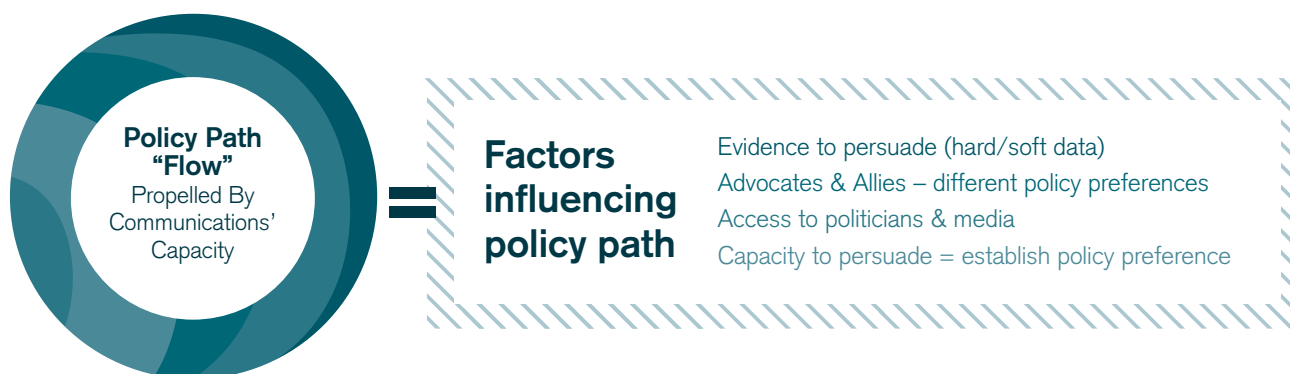 Policy Path
“Flow”
Propelled By
Communications’
Capacity
=
Factors
influencing
policy path
Evidence to persuade (hard/soft data)
Advocates & Allies – different policy preferences
Access to politicians & media
Capacity to persuade = establish policy preference